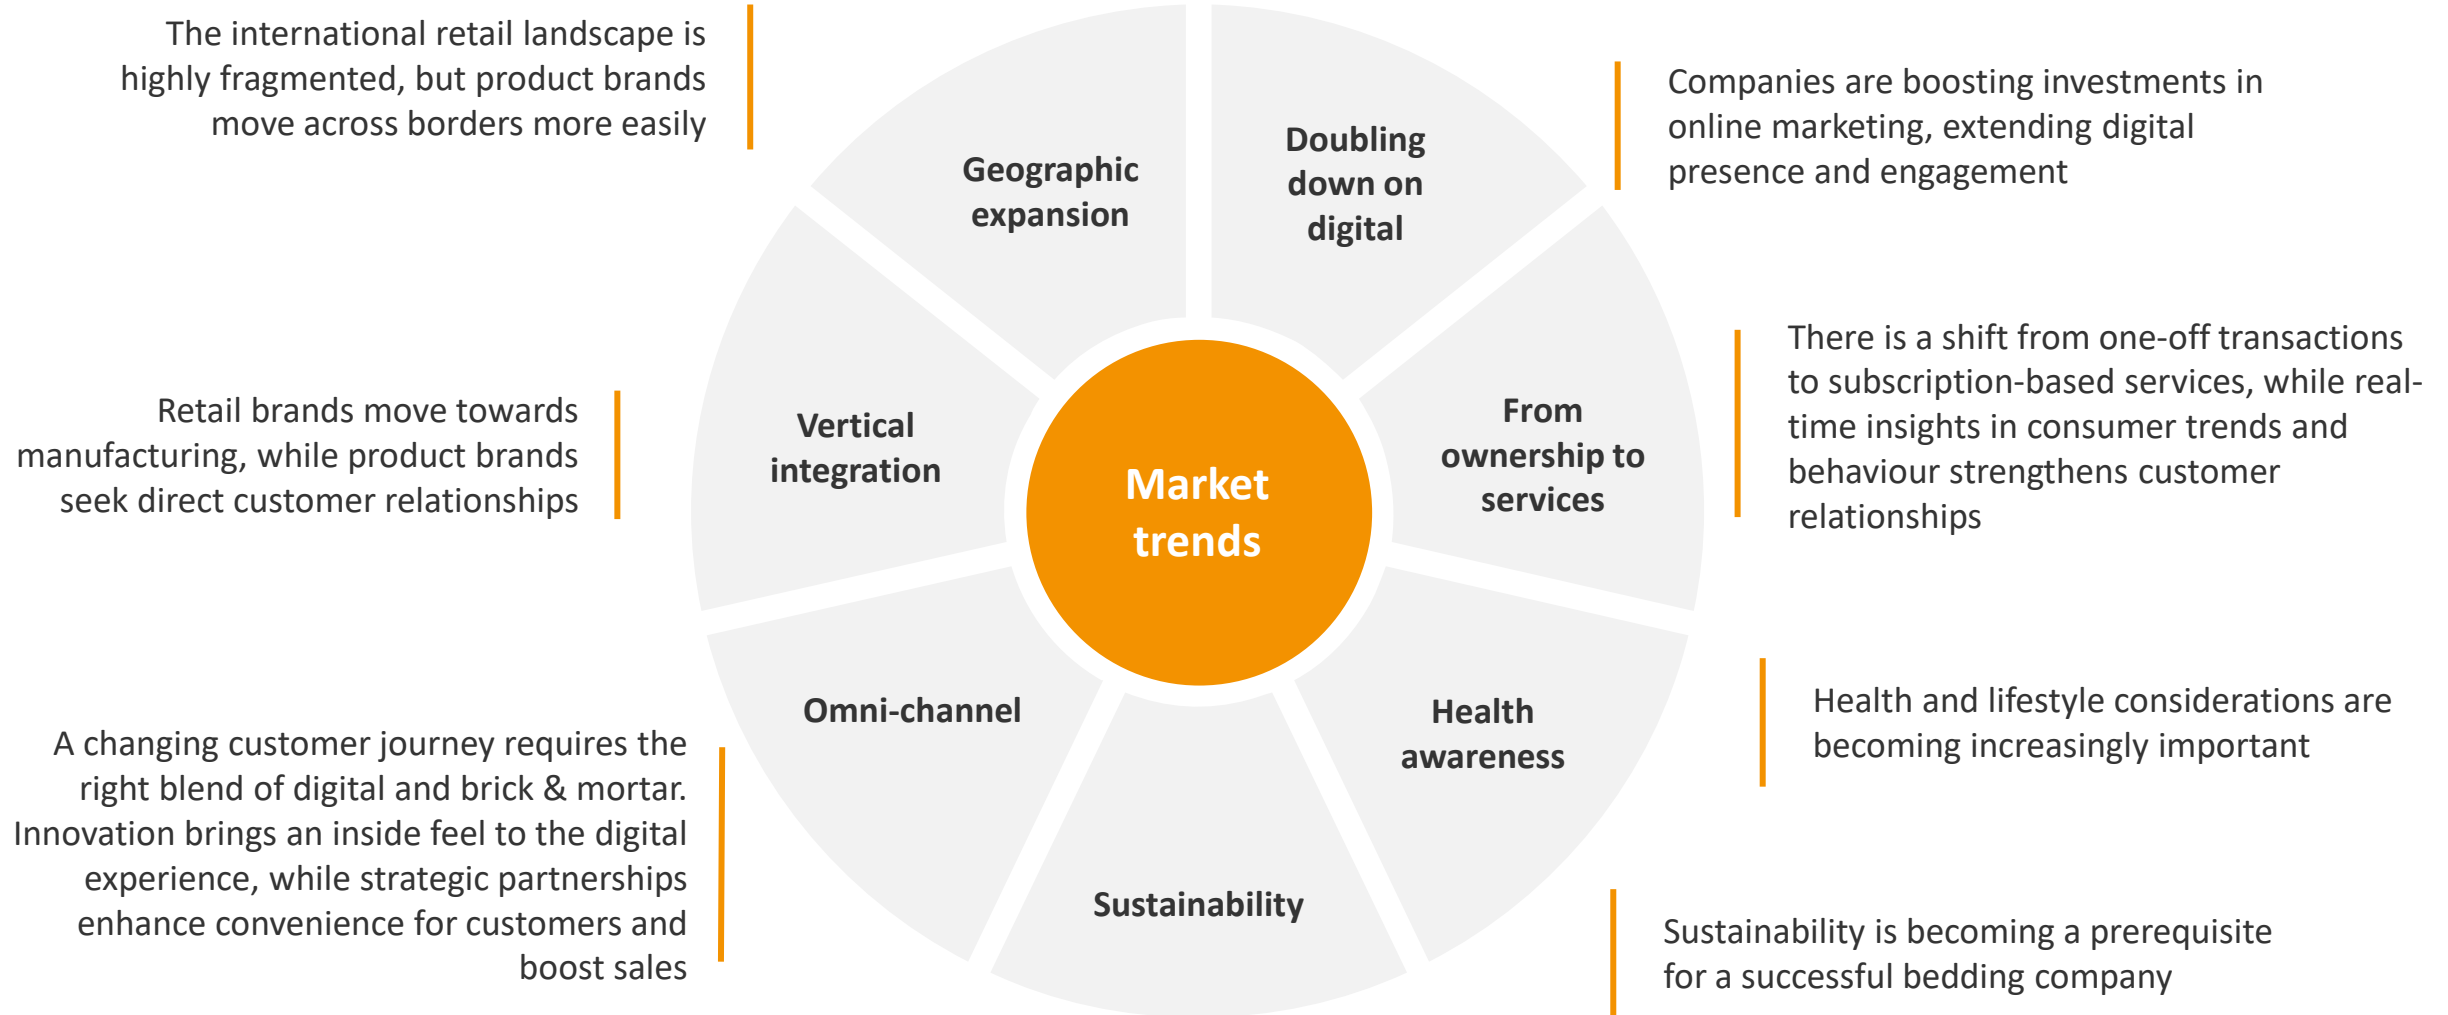 The international retail landscape is
highly fragmented, but product brands
move across borders more easily
Geographic
expansion
Doubling
down on
digital
Companies are boosting investments in
online marketing, extending digital
presence and engagement
Retail brands move towards
manufacturing, while product brands
seek direct customer relationships
Vertical
integration
Market
trends
From
ownership to
services
There is a shift from one-off transactions
to subscription-based services, while real-
time insights in consumer trends and
behaviour strengthens customer
relationships
A changing customer journey requires the
right blend of digital and brick & mortar.
Innovation brings an inside feel to the digital
experience, while strategic partnerships
enhance convenience for customers and
boost sales
Omni-channel
Health
awareness
Health and lifestyle considerations are
becoming increasingly important
Sustainability
Sustainability is becoming a prerequisite
for a successful bedding company